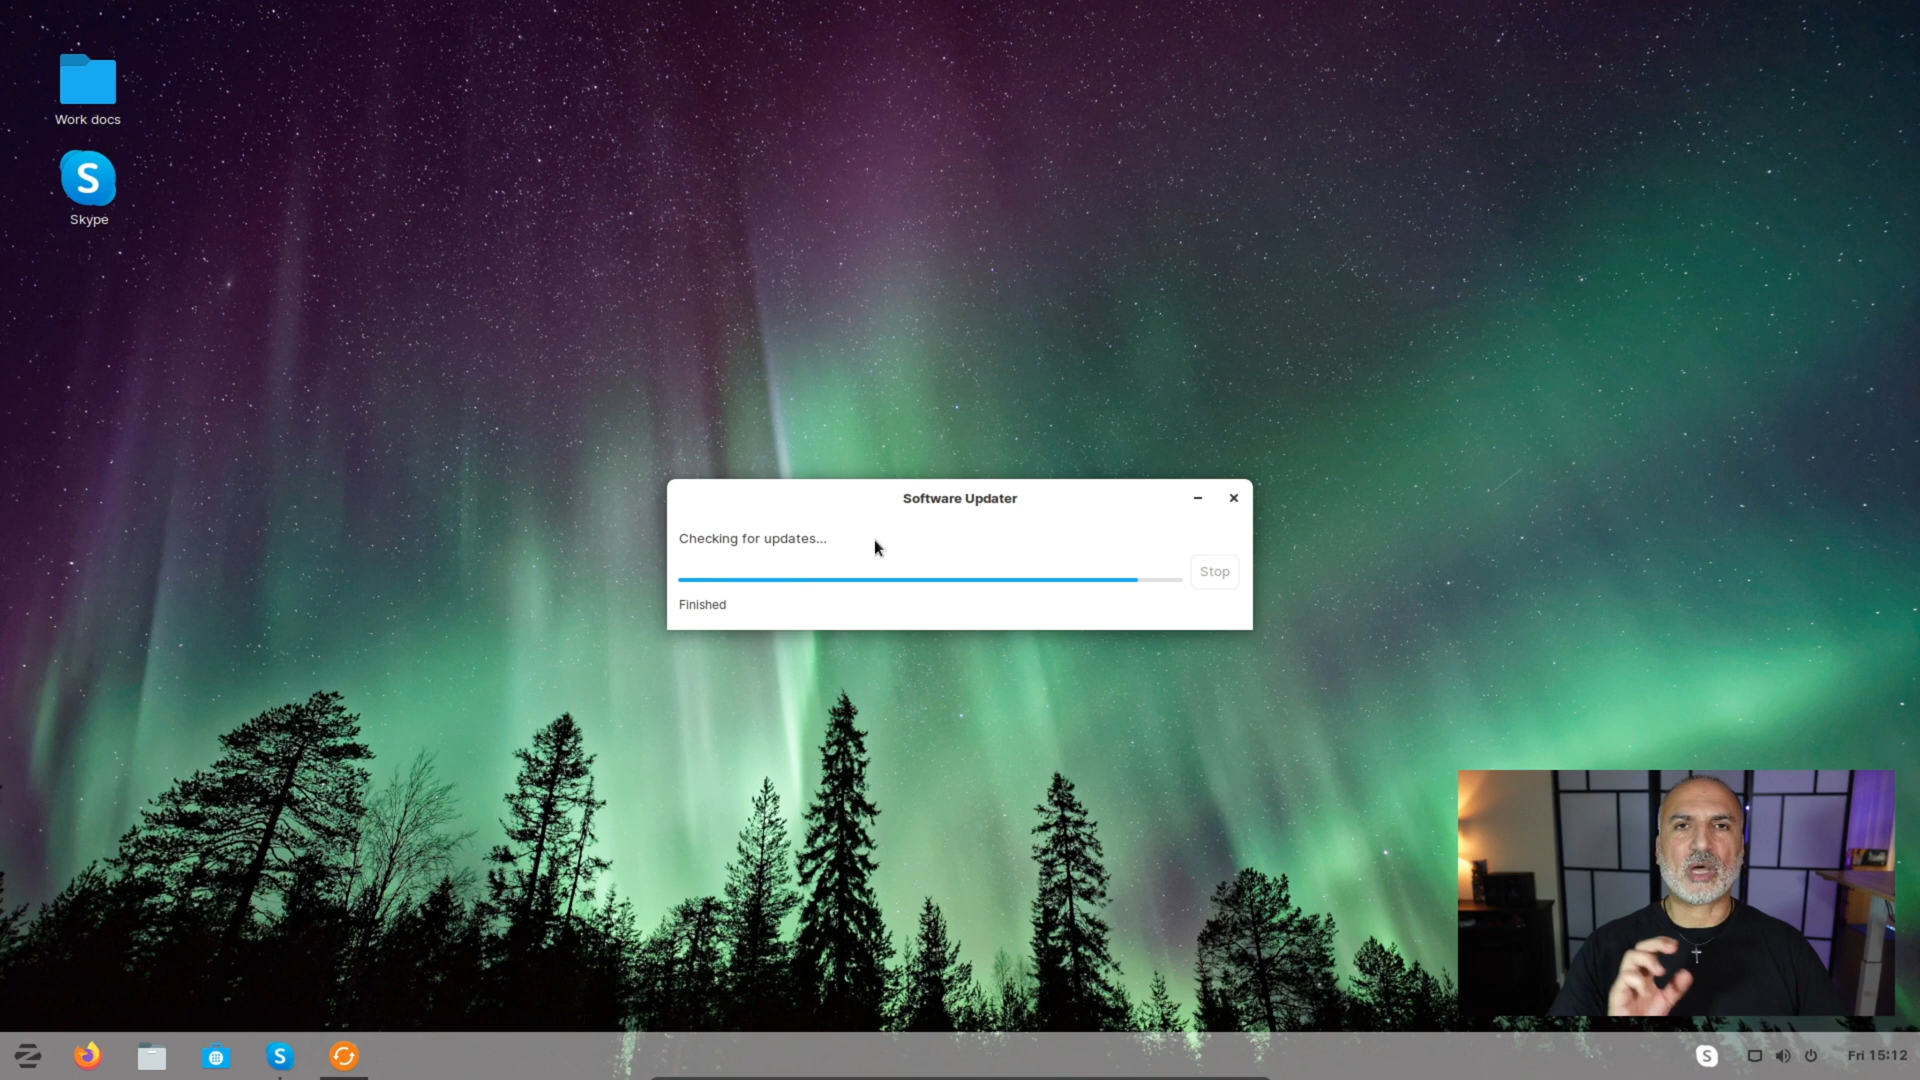 Work docs
S
Skype
Software Updater
Checking for updates...
Stop
Finished
S
S
Fri 15:12